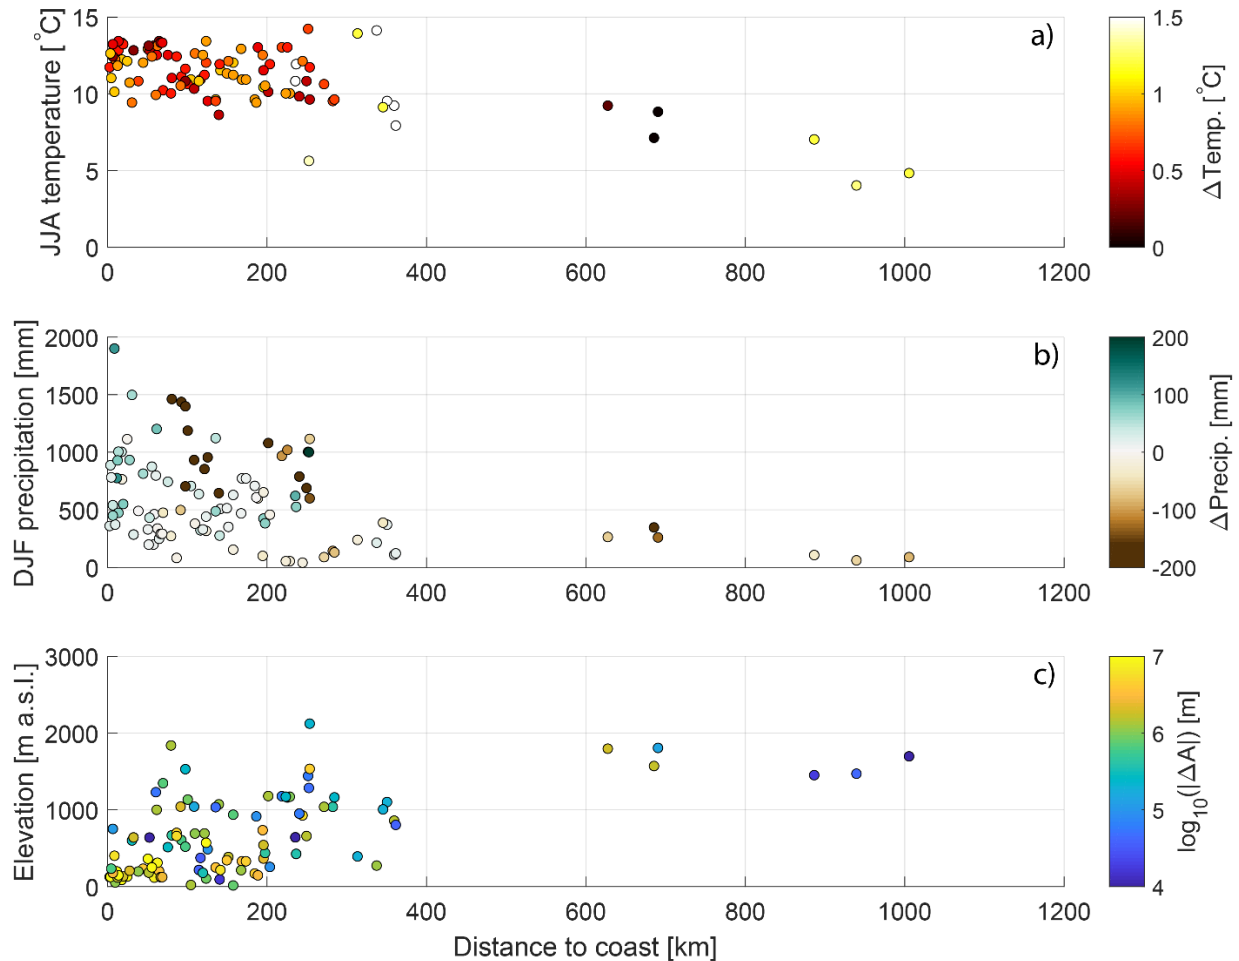 a)
JJA temperature [°C]
15
10
5
0
0 200 400 600 800 1000 1200
1.5
1
0.5
0
ΔTemp. [°C]
b)
DJF precipitation [mm]
2000
1500
1000
500
0
0 200 400 600 800 1000 1200
200
100
0
-100
-200
ΔPrecip. [mm]
c)
Elevation [m a.s.l.]
3000
2000
1000
0
0 200 400 600 800 1000 1200
Distance to coast [km]
7
6
5
4
log10(|ΔA|) [m]